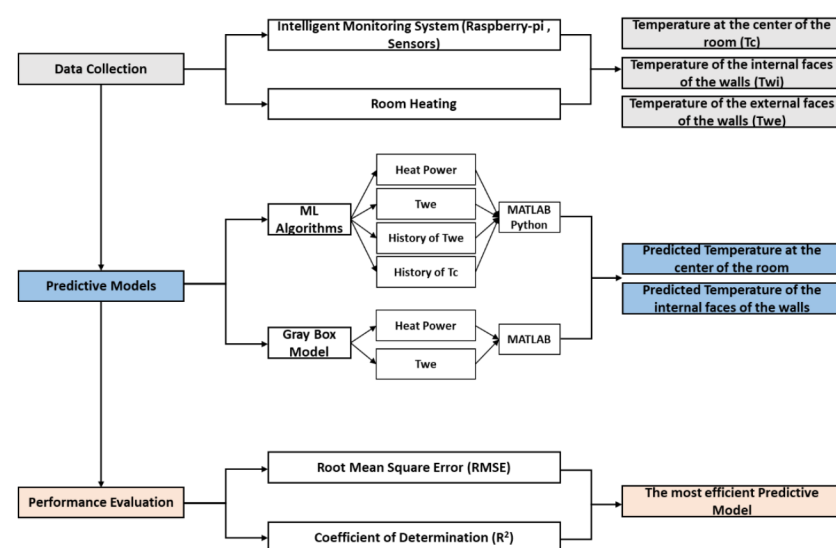 Data Collection
Intelligent Monitoring System (Raspberry-pi ,
Sensors)
Room Heating
Temperature at the center of the
room (Tc)
Temperature of the internal faces
of the walls (Twi)
Temperature of the external faces
of the walls (Twe)
Predictive Models
ML
Algorithms
Heat Power
Twe
History of Twe
History of Tc
MATLAB
Python
Gray Box
Model
Heat Power
Twe
MATLAB
Predicted Temperature at the
center of the room
Predicted Temperature of the
internal faces of the walls
Performance Evaluation
Root Mean Square Error (RMSE)
Coefficient of Determination (R²)
The most efficient Predictive
Model